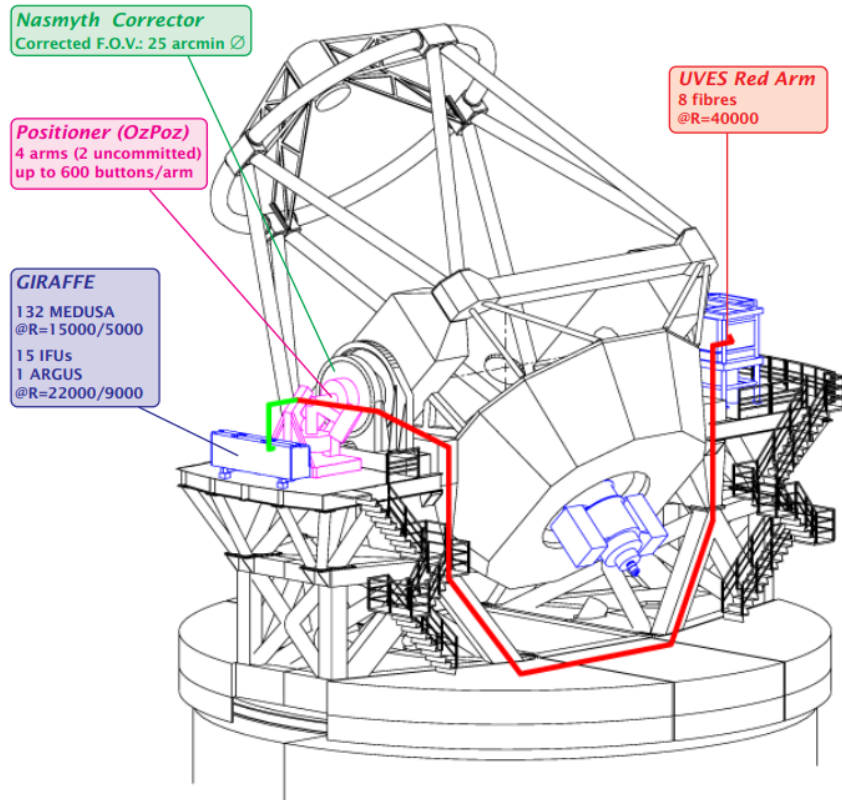 Nasmyth Corrector
Corrected F.O.V.: 25 arcmin ∅
UVES Red Arm
8 fibres
@R=40000
Positioner (OzPoz)
4 arms (2 uncommitted)
up to 600 buttons/arm
GIRAFFE
132 MEDUSA
@R=15000/5000
15 IFUs
1 ARGUS
@R=22000/9000